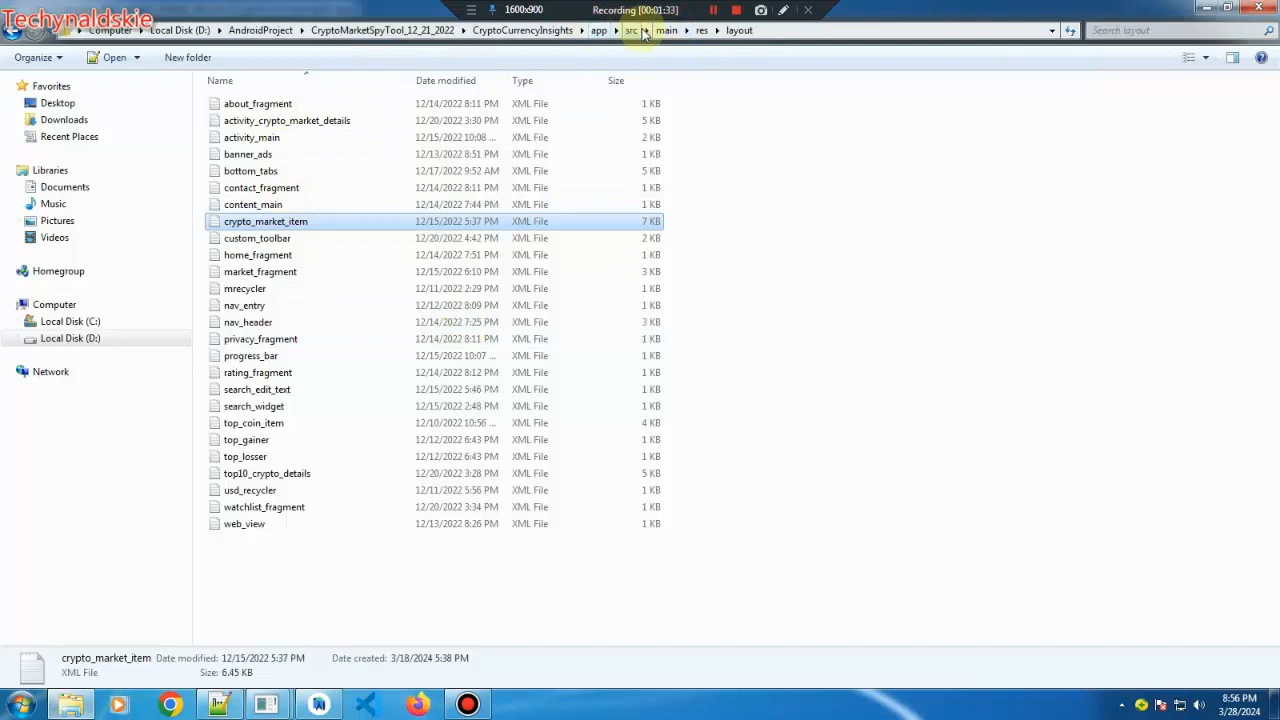 Techynaldskie
1600x900
Recording [00:01:33]
Computer
Local Disk (D:)
AndroidProject
CryptoMarketSpyTool_12_21_2022
CryptoCurrencyInsights
app
src
main
res
layout
Search layout
Organize
Open
New folder
Favorites
Desktop
Downloads
Recent Places
Libraries
Documents
Music
Pictures
Videos
Homegroup
Computer
Local Disk (C:)
Local Disk (D:)
Network
Name Date modified Type Size
about_fragment 12/14/2022 8:11 PM XML File 1 KB
activity_crypto_market_details 12/20/2022 3:30 PM XML File 5 KB
activity_main 12/15/2022 10:08 ... XML File 2 KB
banner_ads 12/13/2022 8:51 PM XML File 1 KB
bottom_tabs 12/17/2022 9:52 AM XML File 5 KB
contact_fragment 12/14/2022 8:11 PM XML File 1 KB
content_main 12/14/2022 7:44 PM XML File 1 KB
crypto_market_item 12/15/2022 5:37 PM XML File 7 KB
custom_toolbar 12/20/2022 4:42 PM XML File 2 KB
home_fragment 12/14/2022 7:51 PM XML File 1 KB
market_fragment 12/15/2022 6:10 PM XML File 3 KB
mrecycler 12/11/2022 2:29 PM XML File 1 KB
nav_entry 12/12/2022 8:09 PM XML File 1 KB
nav_header 12/14/2022 7:25 PM XML File 3 KB
privacy_fragment 12/14/2022 8:11 PM XML File 1 KB
progress_bar 12/15/2022 10:07 ... XML File 1 KB
rating_fragment 12/14/2022 8:12 PM XML File 1 KB
search_edit_text 12/15/2022 5:46 PM XML File 1 KB
search_widget 12/15/2022 2:48 PM XML File 1 KB
top_coin_item 12/10/2022 10:56 ... XML File 4 KB
top_gainer 12/12/2022 6:43 PM XML File 1 KB
top_losser 12/12/2022 6:43 PM XML File 1 KB
top10_crypto_details 12/20/2022 3:28 PM XML File 5 KB
usd_recycler 12/11/2022 5:56 PM XML File 1 KB
watchlist_fragment 12/20/2022 3:34 PM XML File 1 KB
web_view 12/13/2022 8:26 PM XML File 1 KB
crypto_market_item Date modified: 12/15/2022 5:37 PM Date created: 3/18/2024 5:38 PM
XML File Size: 6.45 KB
8:56 PM
3/28/2024